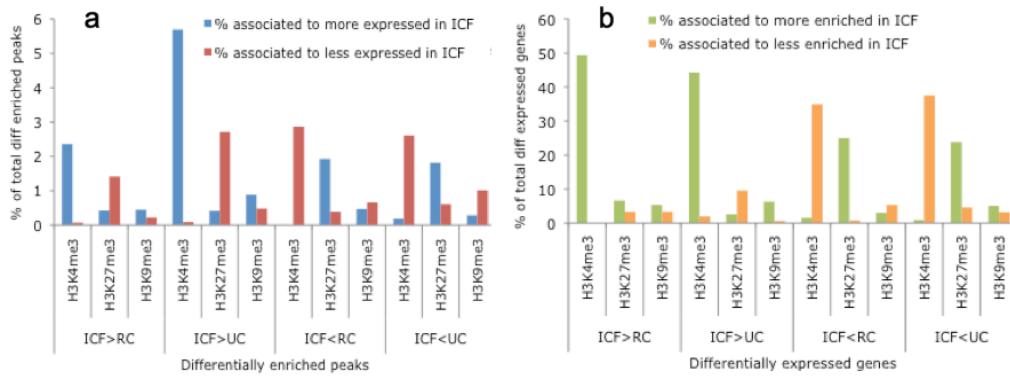 a
% associated to more expressed in ICF
% associated to less expressed in ICF
% of total diff enriched peaks
6
5
4
3
2
1
0
H3K4me3
H3K27me3
H3K9me3
H3K4me3
H3K27me3
H3K9me3
H3K4me3
H3K27me3
H3K9me3
H3K4me3
H3K27me3
H3K9me3
ICF>RC
ICF>UC
ICF<RC
ICF<UC
Differentially enriched peaks
b
% associated to more enriched in ICF
% associated to less enriched in ICF
% of total diff expressed genes
60
50
40
30
20
10
0
H3K4me3
H3K27me3
H3K9me3
H3K4me3
H3K27me3
H3K9me3
H3K4me3
H3K27me3
H3K9me3
H3K4me3
H3K27me3
H3K9me3
ICF>RC
ICF>UC
ICF<RC
ICF<UC
Differentially expressed genes